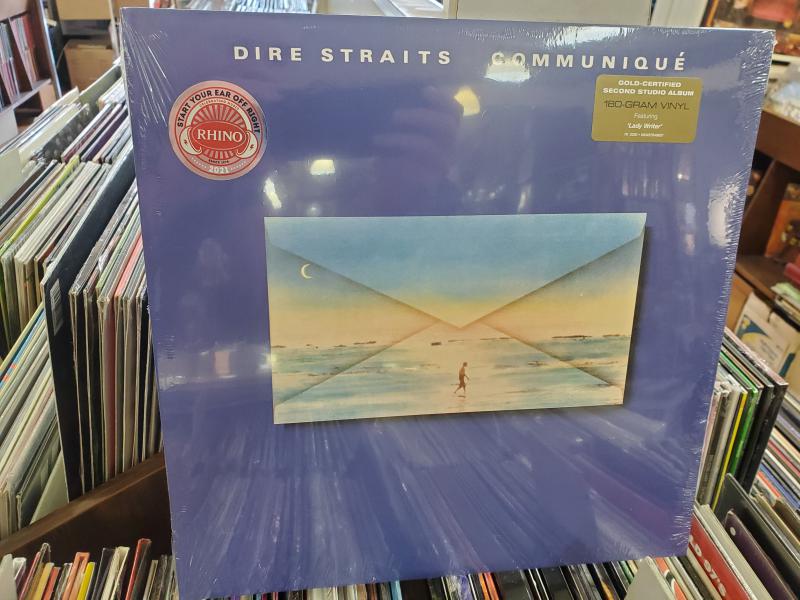 DIRE STRAITS COMMUNIQUÉ
START YOUR EAR OFF RIGHT
RHINO
2021
GOLD-CERTIFIED
SECOND STUDIO ALBUM
180-GRAM VINYL
Featuring
"Lady Writer"